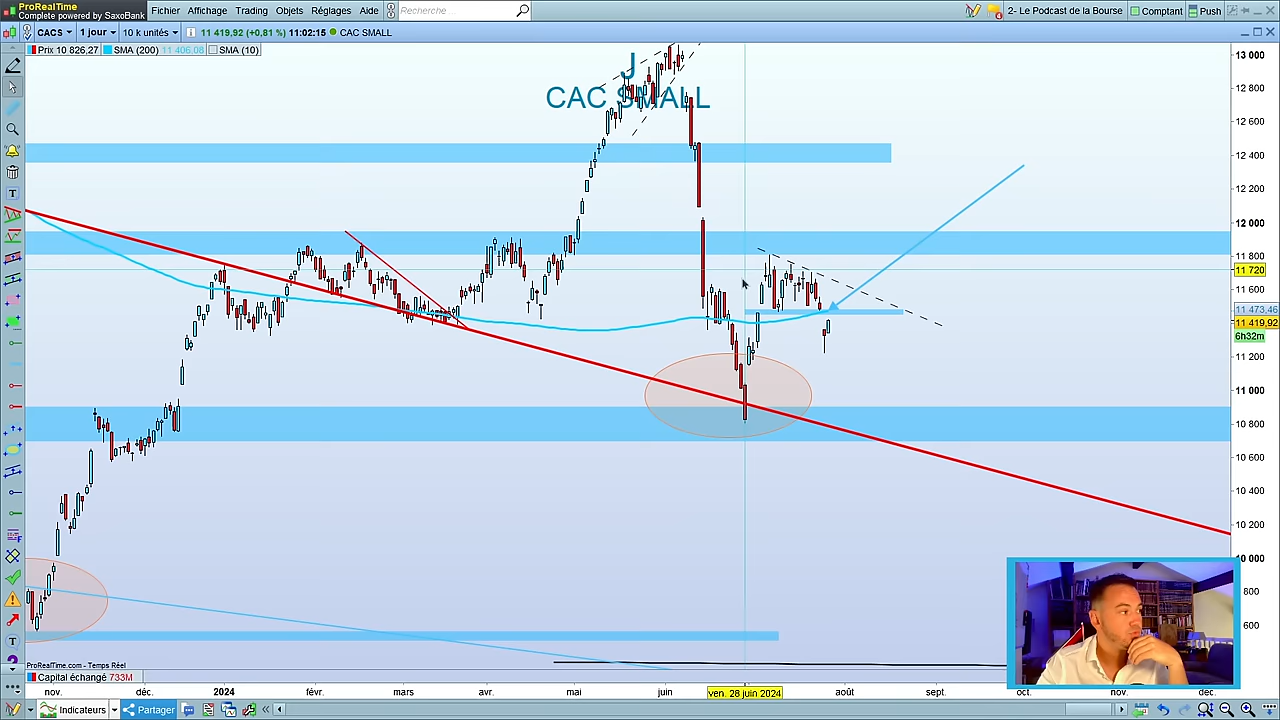 ProRealTime
Complete powered by SaxoBank
Fichier Affichage Trading Objets Réglages Aide Recherche 2- Le Podcast de la Bourse Comptant Push
CACS 1 jour 10 k unités 11 419,92 (+0,81 %) 11:02:15 CAC SMALL
Prix 10 826,27 SMA (200) 11 406,08 SMA (10)
J
CAC SMALL
13 000
12 800
12 600
12 400
12 200
12 000
11 800
11 720
11 600
11 473,46
11 419,92
6h32m
11 200
11 000
10 800
10 600
10 400
10 200
10 000
800
600
ProRealTime.com - Temps Réel
Capital échangé 733M
nov. déc. 2024 févr. mars avr. mai juin ven. 28 juin 2024 août sept. oct. nov. déc.
Indicateurs Partager